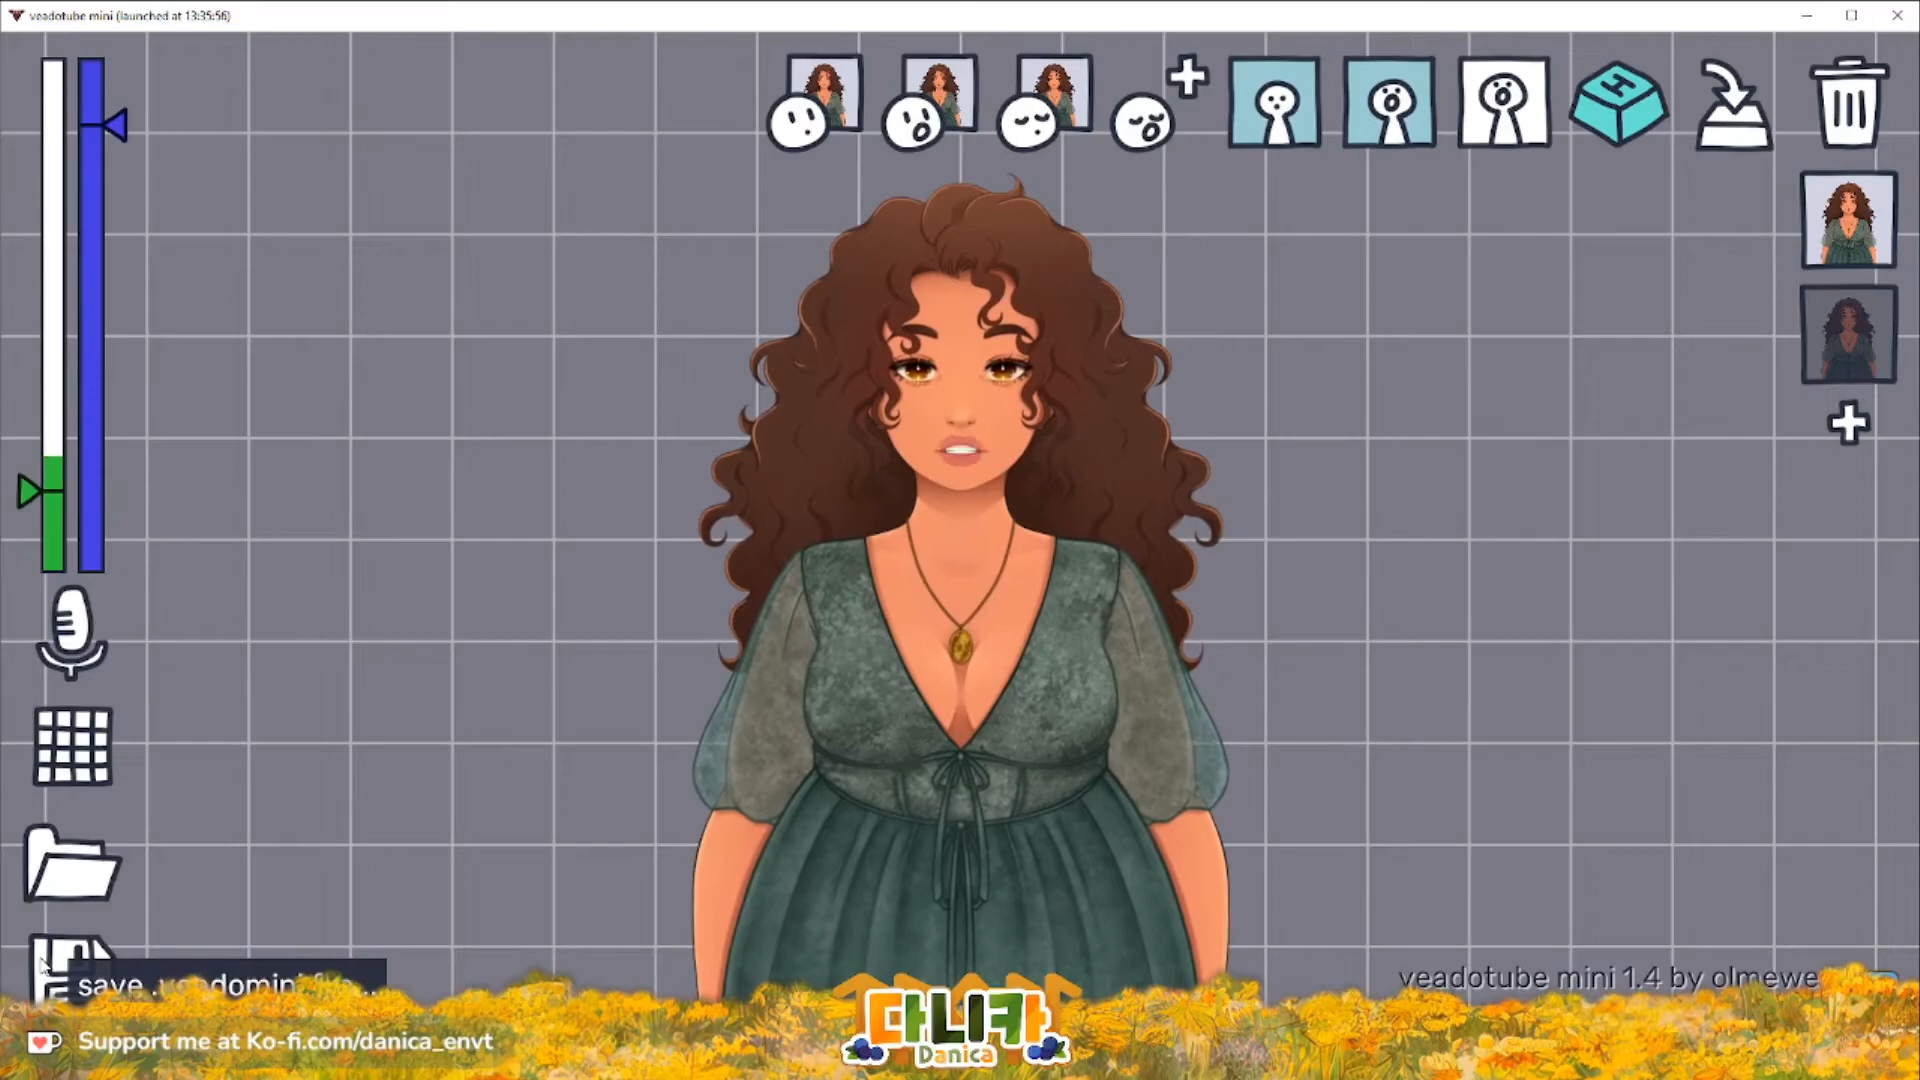 veadotube mini (launched at 13:35:56)
H
save
veadotube mini 1.4 by olmewe
다니카
Danica
Support me at Ko-fi.com/danica_envt